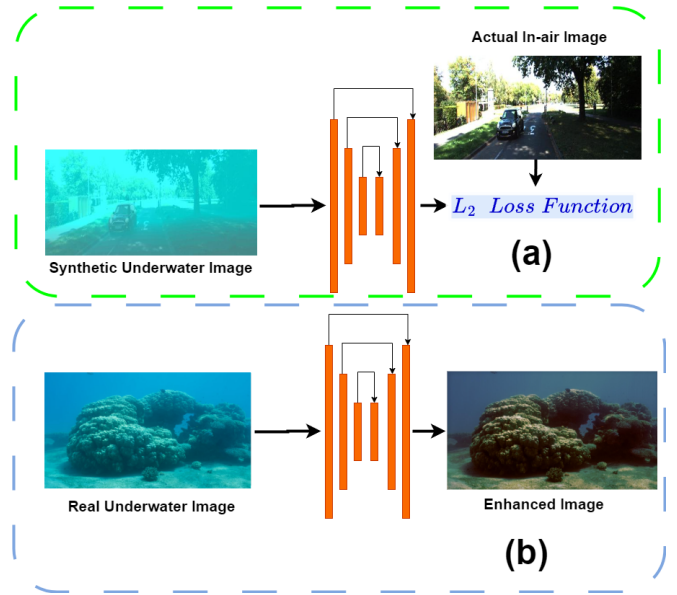 Actual In-air Image
L₂ Loss Function
Synthetic Underwater Image
(a)
Real Underwater Image
Enhanced Image
(b)